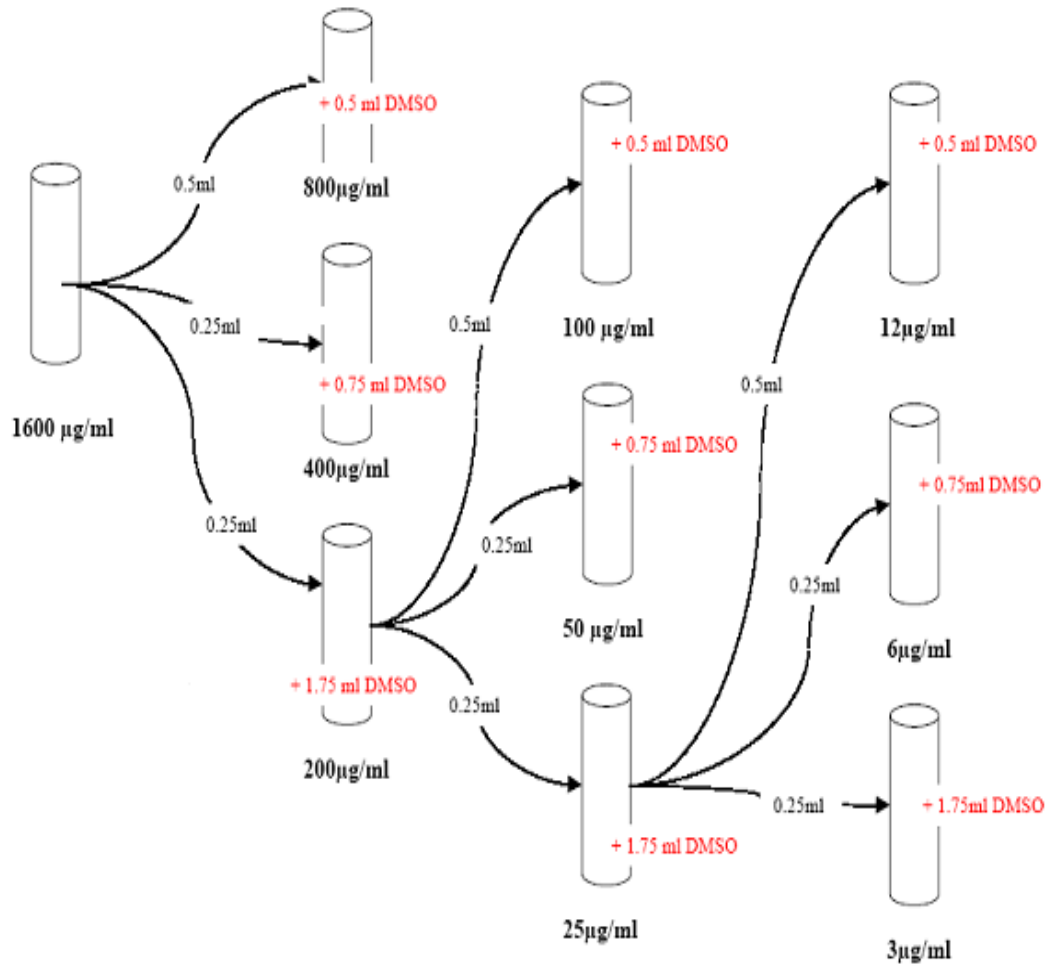 + 0.5 ml DMSO
0.5ml
800µg/ml
1600 µg/ml
0.25ml
+ 0.75 ml DMSO
400µg/ml
0.25ml
+ 1.75 ml DMSO
200µg/ml
+ 0.5 ml DMSO
0.5ml
100 µg/ml
+ 0.75 ml DMSO
0.25ml
50 µg/ml
0.25ml
+ 1.75 ml DMSO
25µg/ml
+ 0.5 ml DMSO
0.5ml
12µg/ml
+ 0.75ml DMSO
0.25ml
6µg/ml
0.25ml
+ 1.75ml DMSO
3µg/ml